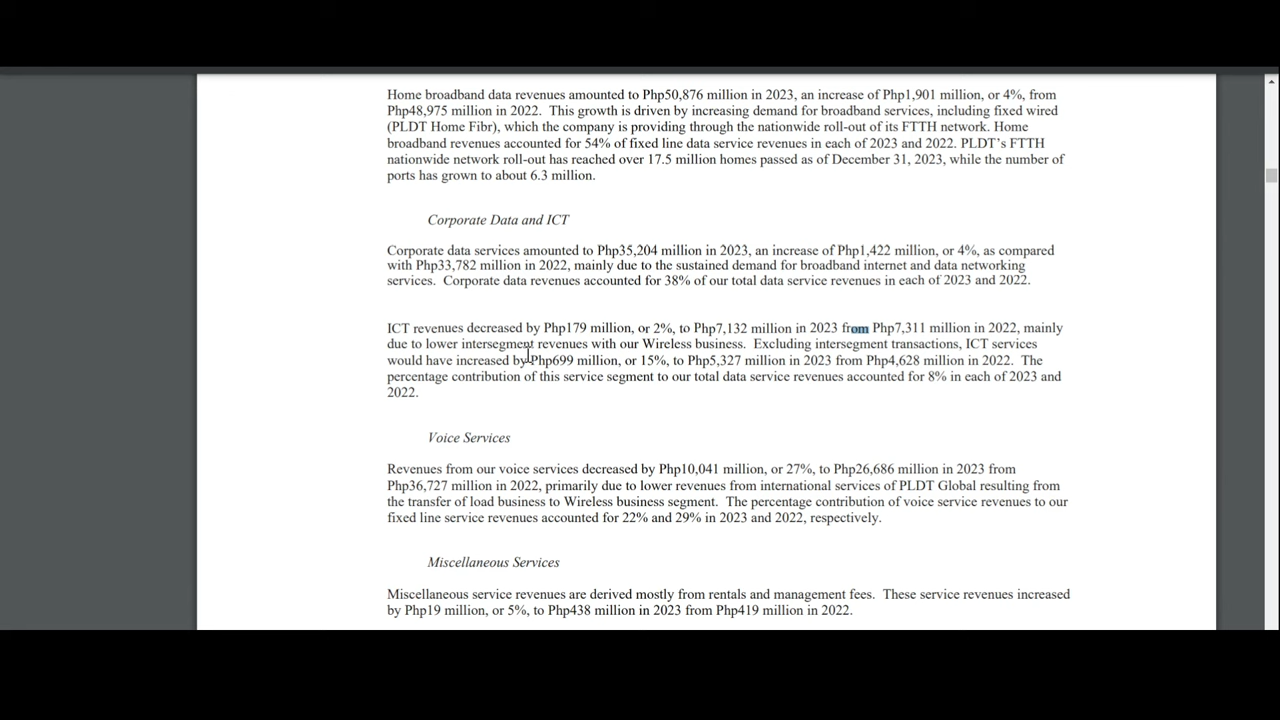 Home broadband data revenues amounted to Php50,876 million in 2023, an increase of Php1,901 million, or 4%, from
Php48,975 million in 2022.  This growth is driven by increasing demand for broadband services, including fixed wired
(PLDT Home Fibr), which the company is providing through the nationwide roll-out of its FTTH network. Home
broadband revenues accounted for 54% of fixed line data service revenues in each of 2023 and 2022. PLDT's FTTH
nationwide network roll-out has reached over 17.5 million homes passed as of December 31, 2023, while the number of
ports has grown to about 6.3 million.
Corporate Data and ICT
Corporate data services amounted to Php35,204 million in 2023, an increase of Php1,422 million, or 4%, as compared
with Php33,782 million in 2022, mainly due to the sustained demand for broadband internet and data networking
services.  Corporate data revenues accounted for 38% of our total data service revenues in each of 2023 and 2022.
ICT revenues decreased by Php179 million, or 2%, to Php7,132 million in 2023 from Php7,311 million in 2022, mainly
due to lower intersegment revenues with our Wireless business.  Excluding intersegment transactions, ICT services
would have increased by Php699 million, or 15%, to Php5,327 million in 2023 from Php4,628 million in 2022.  The
percentage contribution of this service segment to our total data service revenues accounted for 8% in each of 2023 and
2022.
Voice Services
Revenues from our voice services decreased by Php10,041 million, or 27%, to Php26,686 million in 2023 from
Php36,727 million in 2022, primarily due to lower revenues from international services of PLDT Global resulting from
the transfer of load business to Wireless business segment.  The percentage contribution of voice service revenues to our
fixed line service revenues accounted for 22% and 29% in 2023 and 2022, respectively.
Miscellaneous Services
Miscellaneous service revenues are derived mostly from rentals and management fees.  These service revenues increased
by Php19 million, or 5%, to Php438 million in 2023 from Php419 million in 2022.